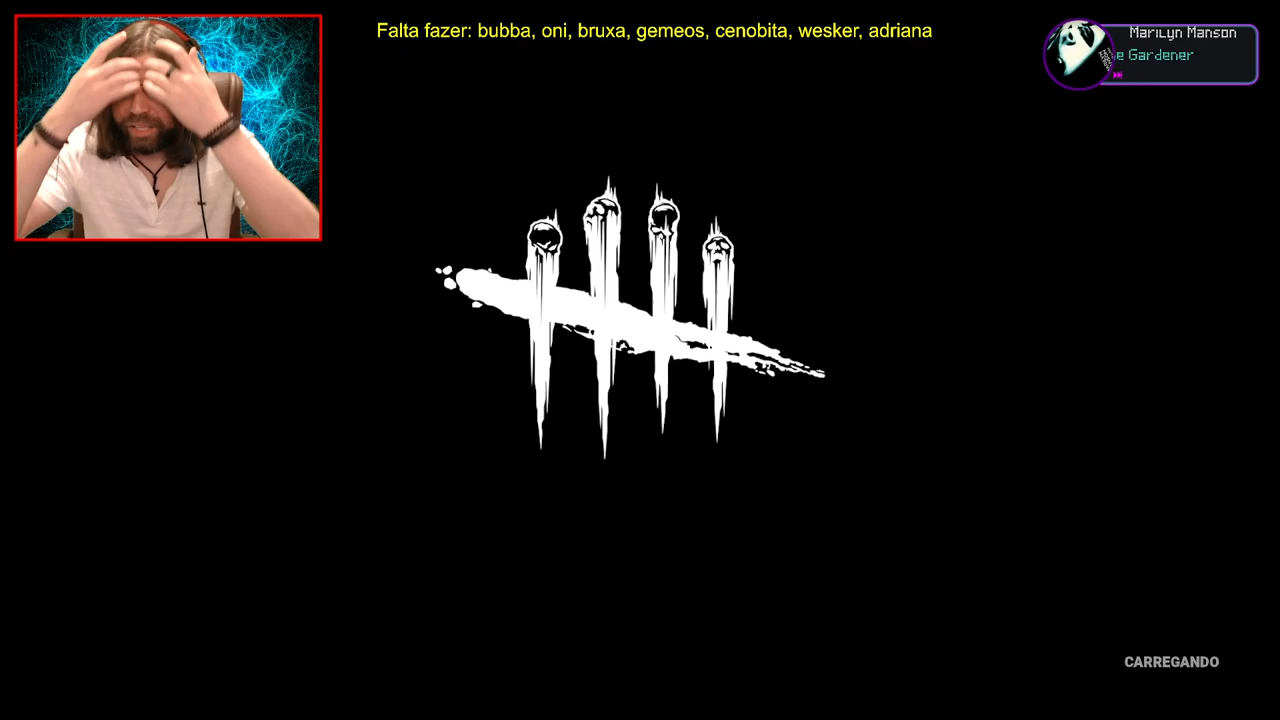 Falta fazer: bubba, oni, bruxa, gemeos, cenobita, wesker, adriana
Marilyn Manson
e Gardener
CARREGANDO